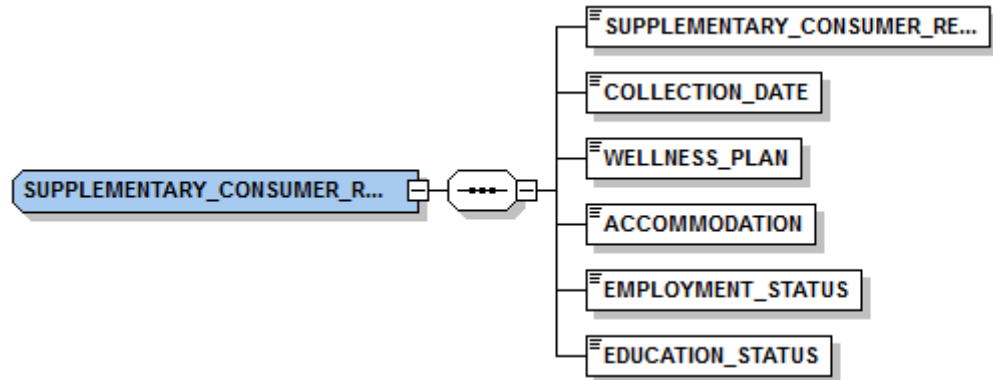 SUPPLEMENTARY_CONSUMER_RE...
COLLECTION_DATE
WELLNESS_PLAN
SUPPLEMENTARY_CONSUMER_R...
ACCOMMODATION
EMPLOYMENT_STATUS
EDUCATION_STATUS